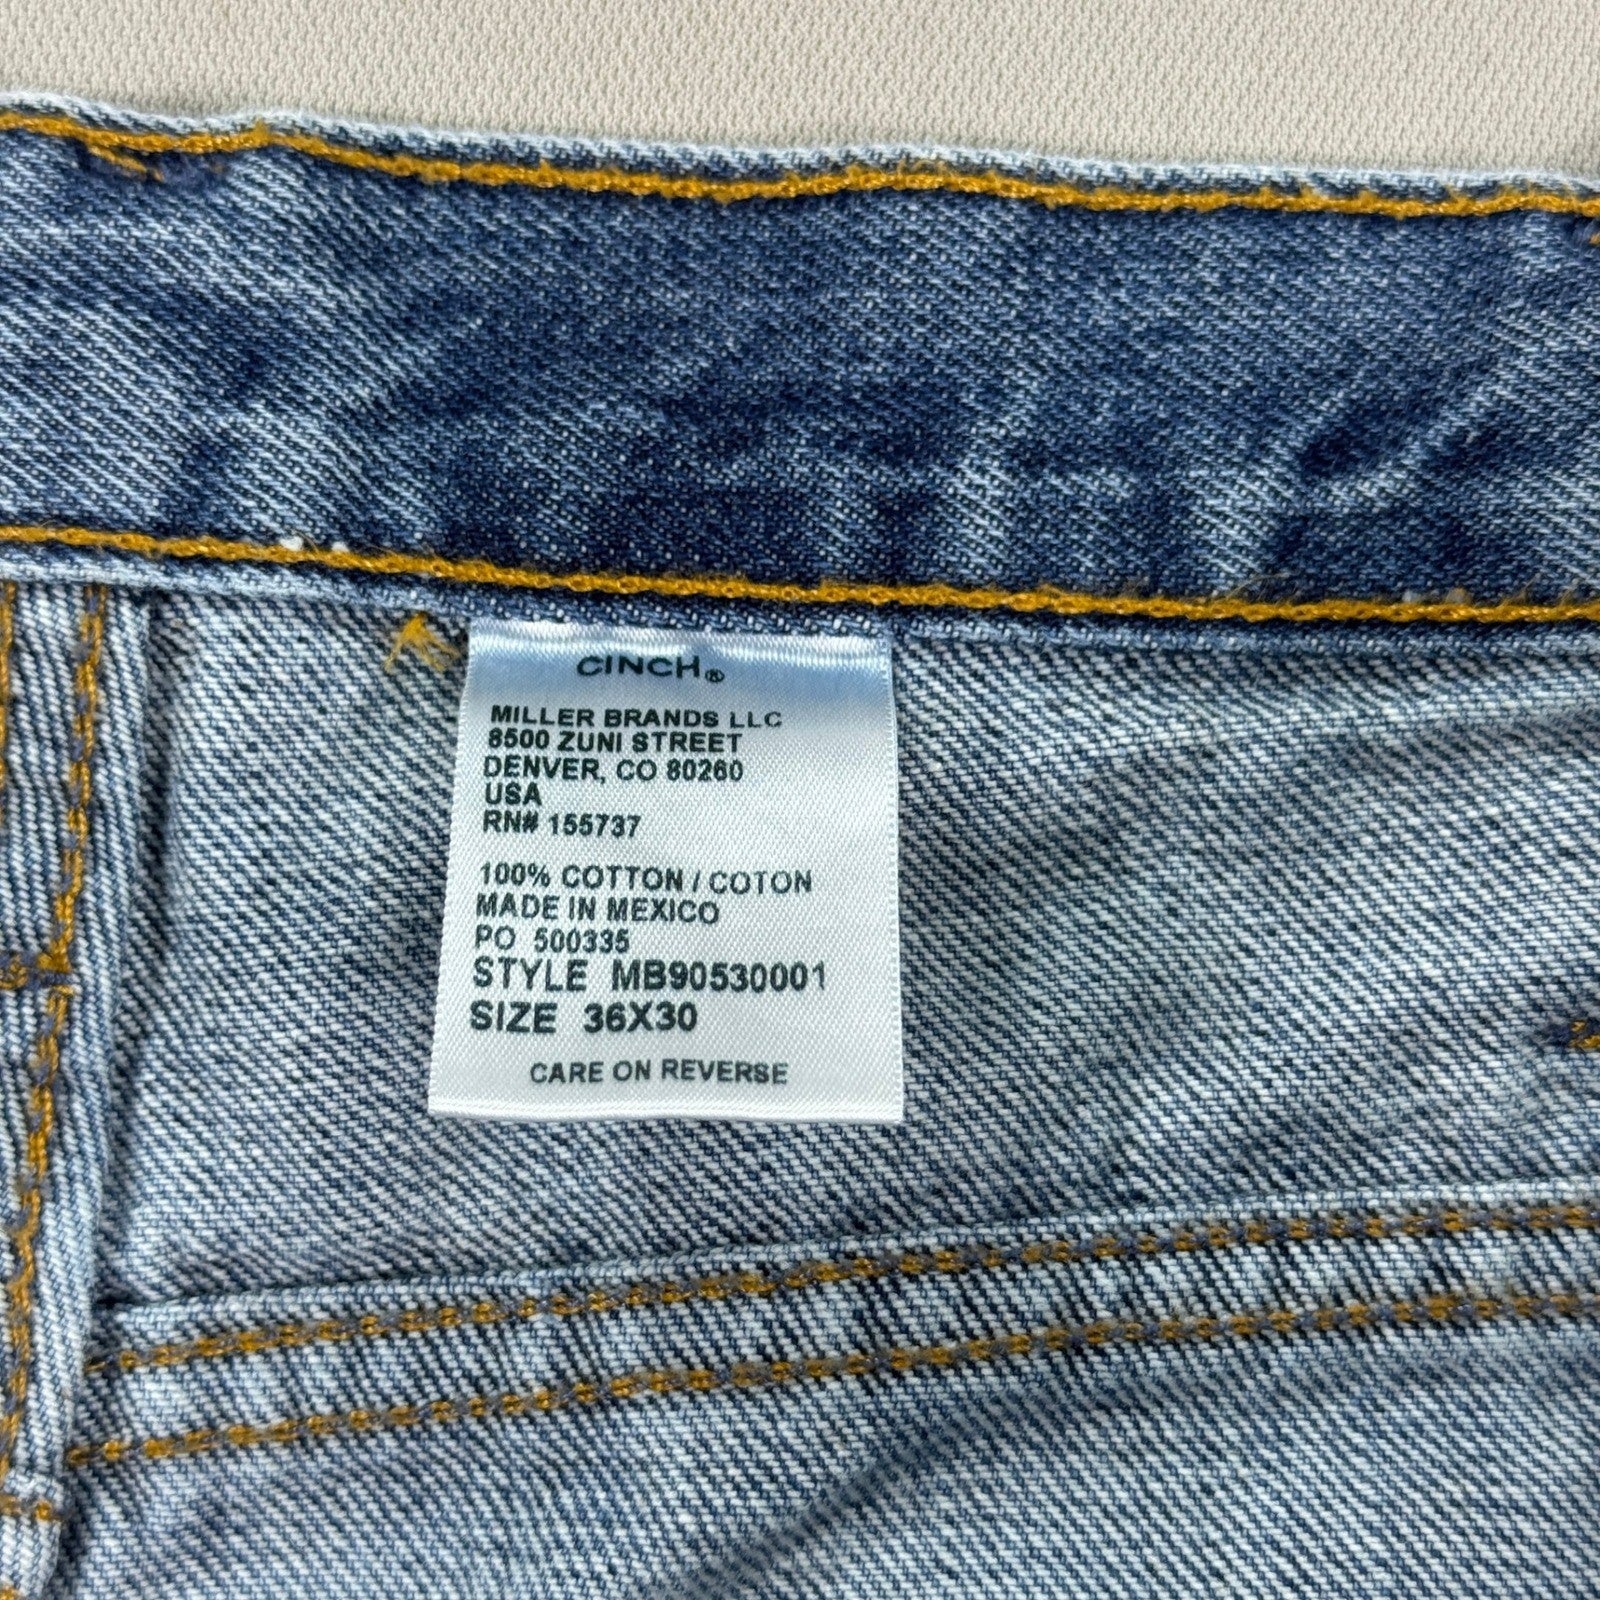 CINCH®
MILLER BRANDS LLC
8500 ZUNI STREET
DENVER, CO 80260
USA
RN# 155737
100% COTTON / COTON
MADE IN MEXICO
PO 500335
STYLE MB90530001
SIZE 36X30
CARE ON REVERSE